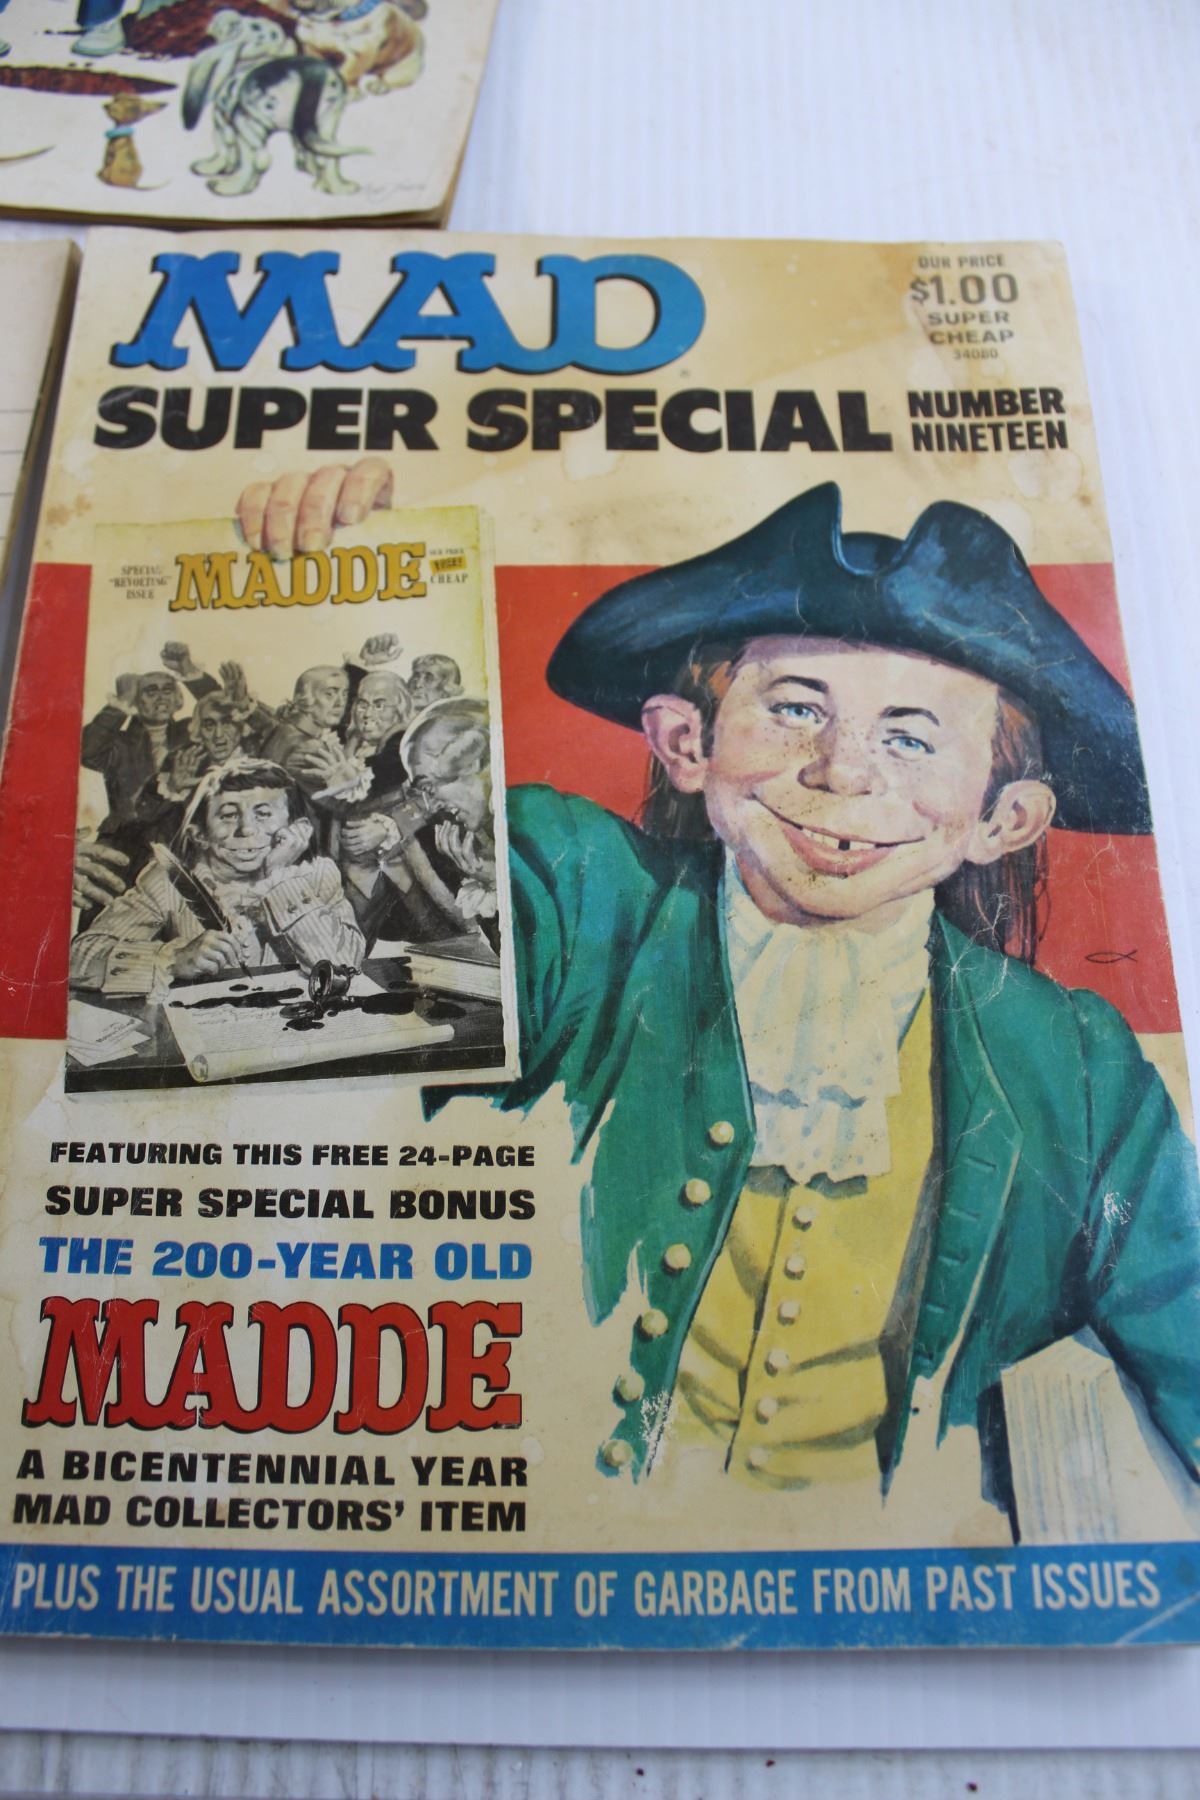 MAD
OUR PRICE
$1.00
SUPER
CHEAP
34080
SUPER SPECIAL
NUMBER
NINETEEN
SPECIAL
"REVOLTING"
ISSUE
MADDE
OUR PRICE
CHEAP
FEATURING THIS FREE 24-PAGE
SUPER SPECIAL BONUS
THE 200-YEAR OLD
MADDE
A BICENTENNIAL YEAR
MAD COLLECTORS' ITEM
PLUS THE USUAL ASSORTMENT OF GARBAGE FROM PAST ISSUES